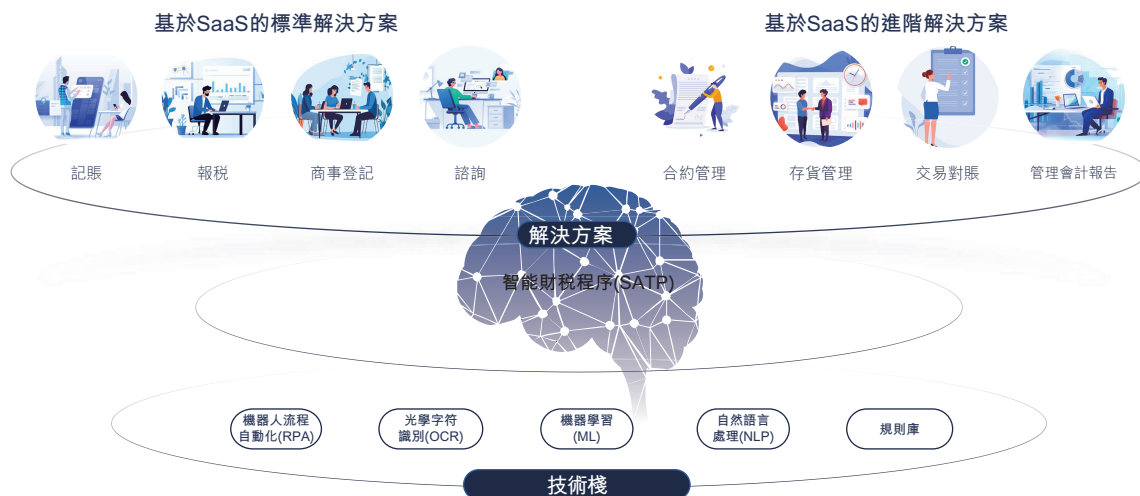 基於SaaS的標準解決方案
基於SaaS的進階解決方案
記賬
報税
商事登記
諮詢
合約管理
存貨管理
交易對賬
管理會計報告
解決方案
智能財税程序(SATP)
機器人流程
自動化(RPA)
光學字符
識別(OCR)
機器學習
(ML)
自然語言
處理(NLP)
規則庫
技術棧